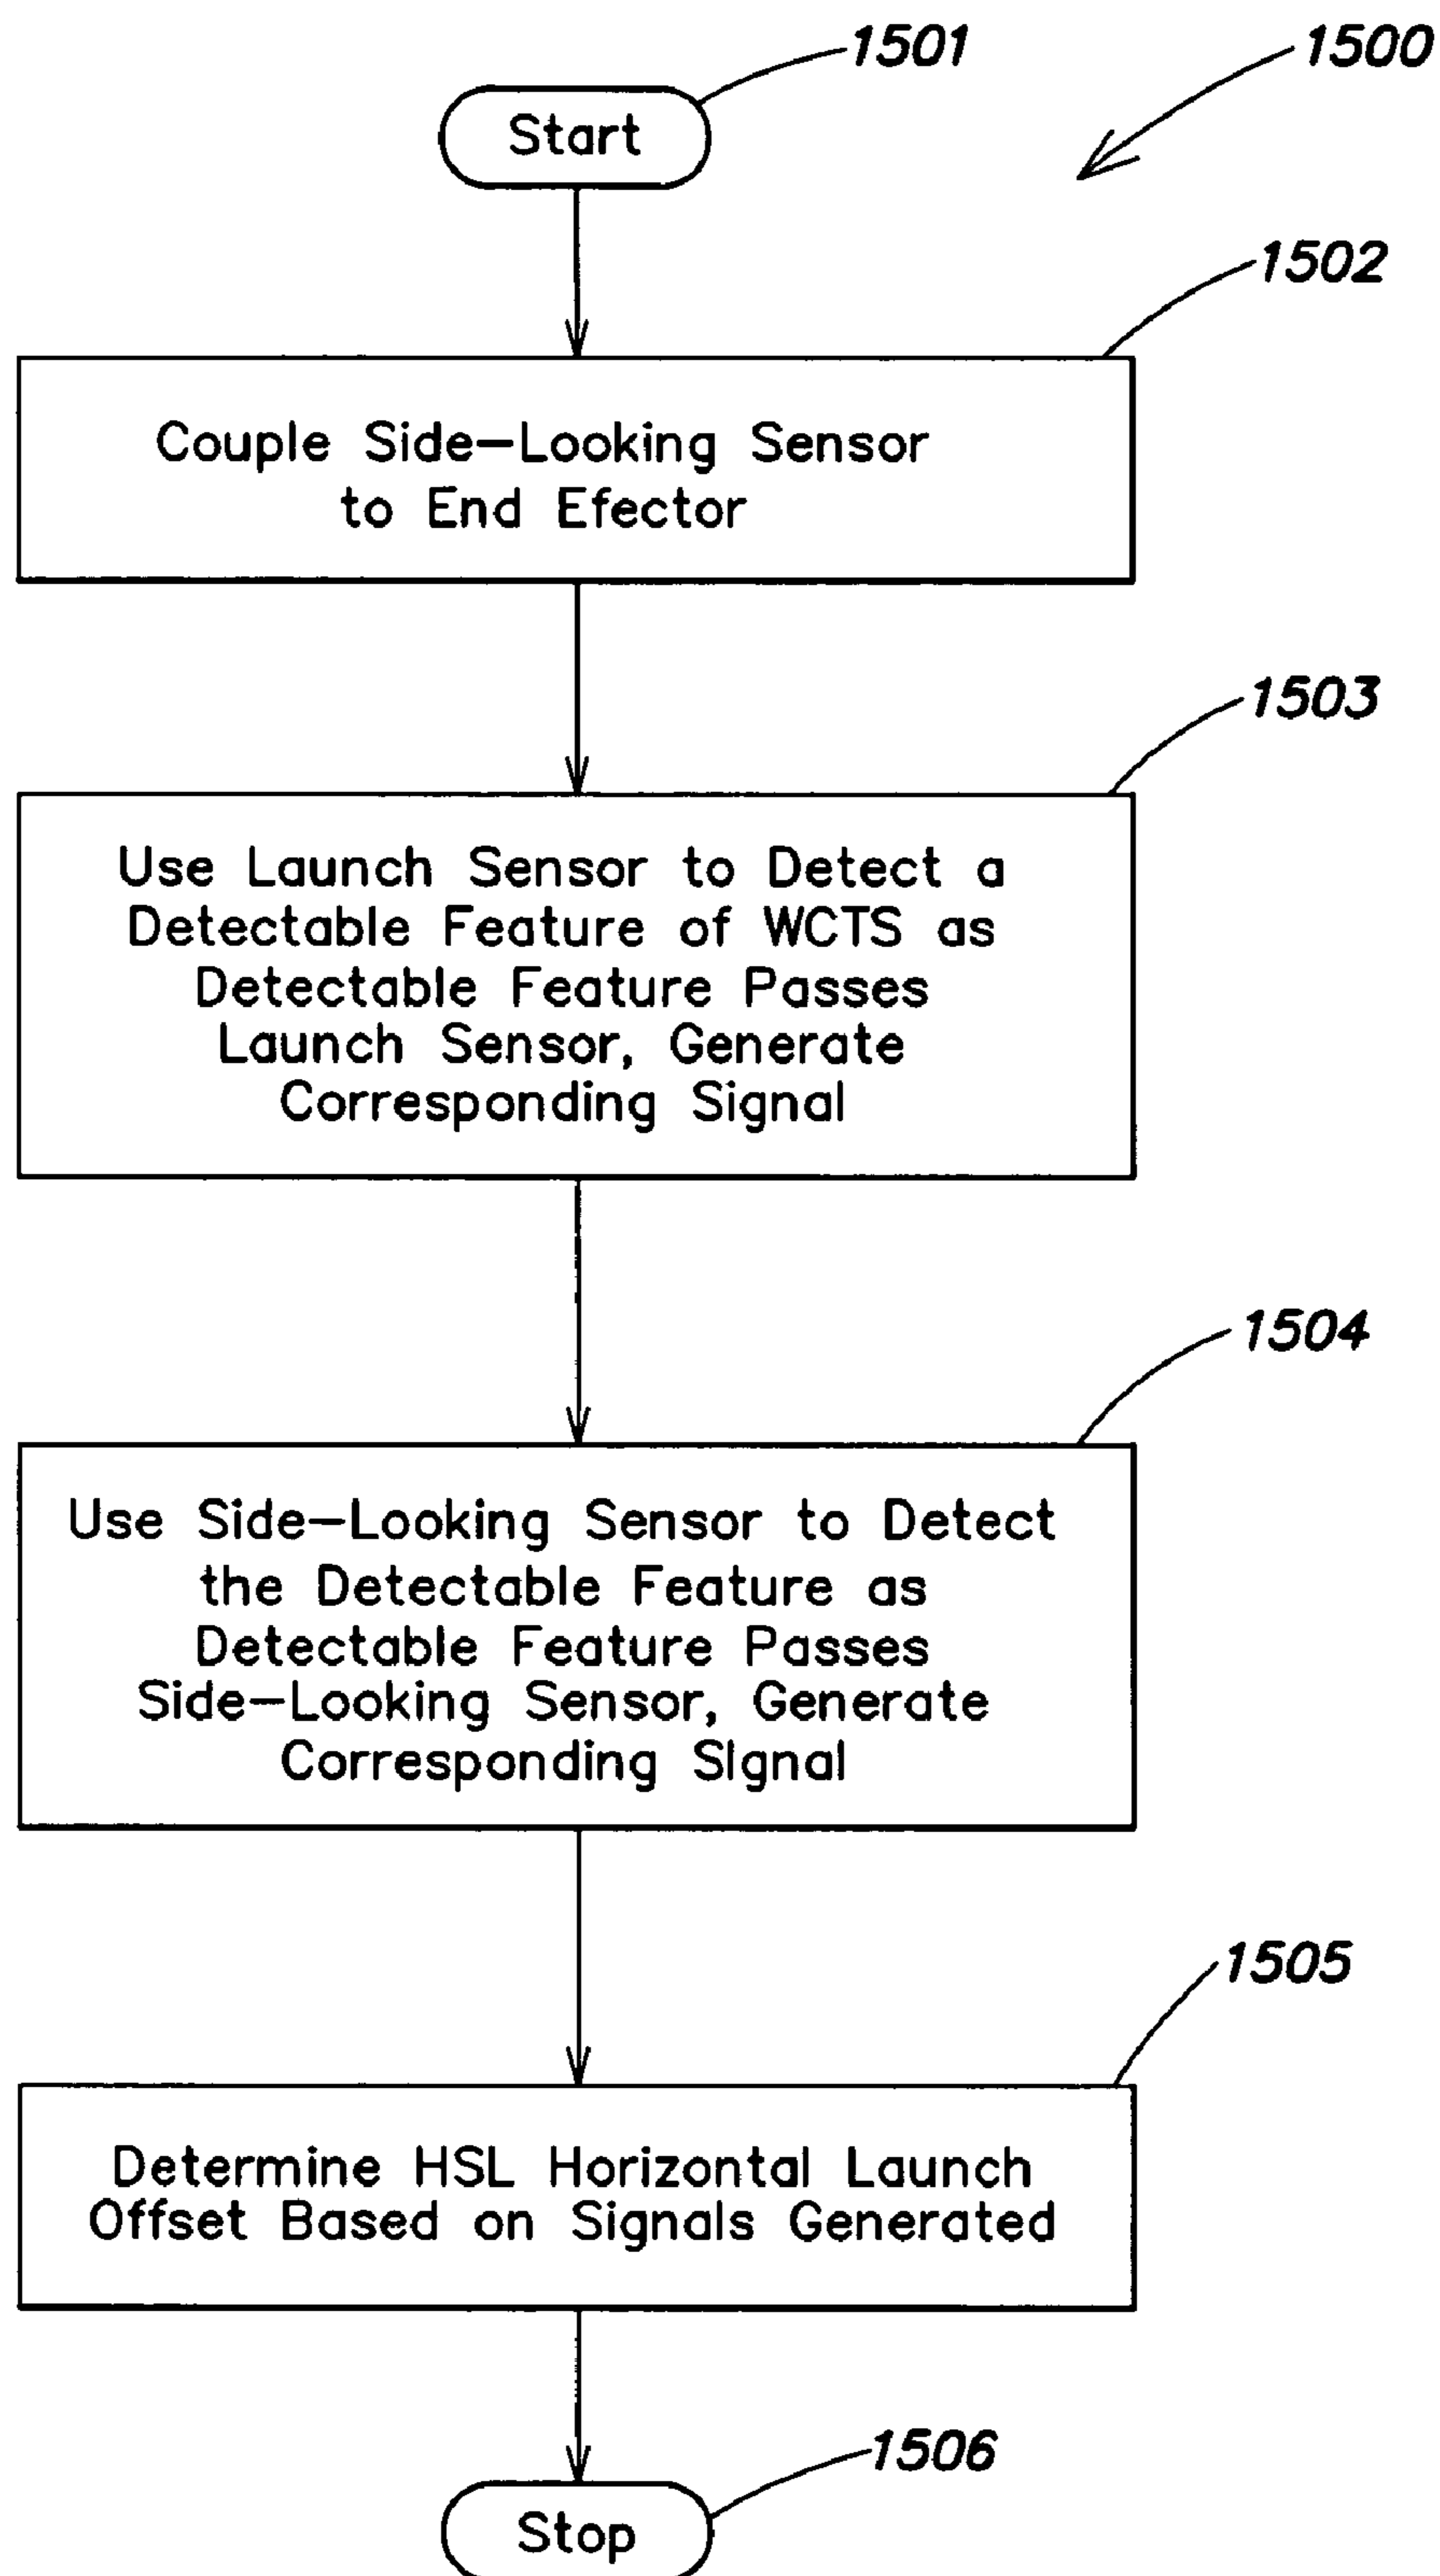 1501
1500
Start
1502
Couple Side-Looking Sensor
to End Efector
1503
Use Launch Sensor to Detect a
Detectable Feature of WCTS as
Detectable Feature Passes
Launch Sensor, Generate
Corresponding Signal
1504
Use Side-Looking Sensor to Detect
the Detectable Feature as
Detectable Feature Passes
Side-Looking Sensor, Generate
Corresponding SIgnal
1505
Determine HSL Horizontal Launch
Offset Based on Signals Generated
1506
Stop